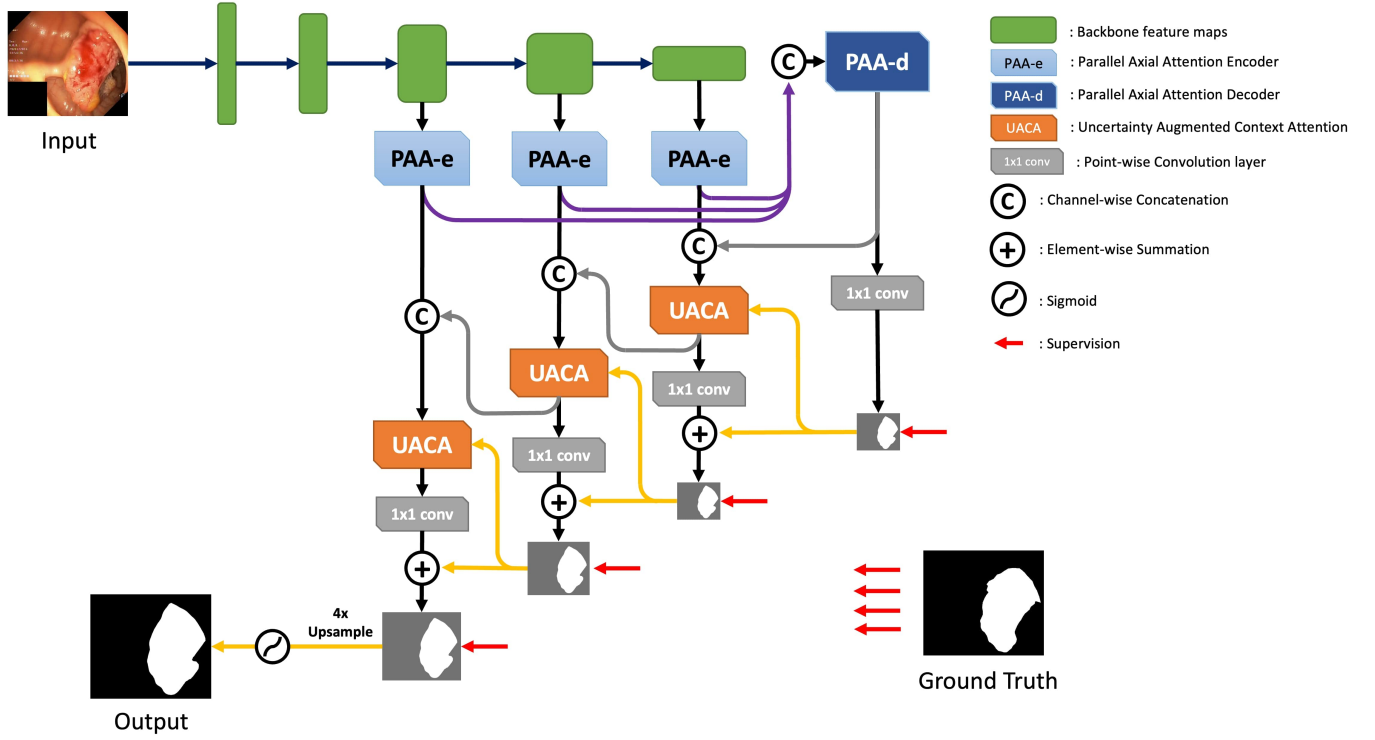 Input
C
PAA-d
PAA-e
PAA-e
PAA-e
C
C
C
UACA
1x1 conv
UACA
1x1 conv
UACA
1x1 conv
1x1 conv
4x
Upsample
Output
Ground Truth
: Backbone feature maps
PAA-e : Parallel Axial Attention Encoder
PAA-d : Parallel Axial Attention Decoder
UACA : Uncertainty Augmented Context Attention
1x1 conv : Point-wise Convolution layer
C : Channel-wise Concatenation
+ : Element-wise Summation
: Sigmoid
: Supervision